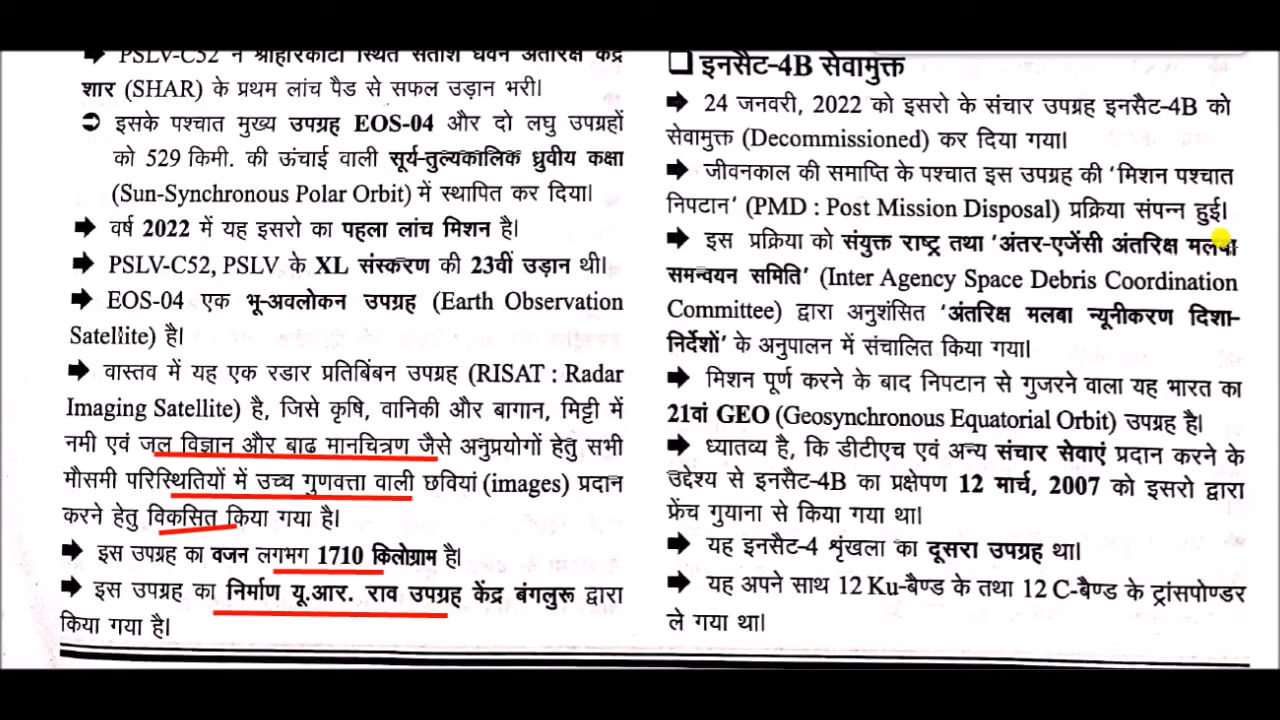 ➔ PSLV-C52 ने श्रीहरिकोटा स्थित सतीश धवन अंतरिक्ष केंद्र
शार (SHAR) के प्रथम लांच पैड से सफल उड़ान भरी।
➲ इसके पश्चात मुख्य उपग्रह EOS-04 और दो लघु उपग्रहों
को 529 किमी. की ऊंचाई वाली सूर्य-तुल्यकालिक ध्रुवीय कक्षा
(Sun-Synchronous Polar Orbit) में स्थापित कर दिया।
➔ वर्ष 2022 में यह इसरो का पहला लांच मिशन है।
➔ PSLV-C52, PSLV के XL संस्करण की 23वीं उड़ान थी।
➔ EOS-04 एक भू-अवलोकन उपग्रह (Earth Observation
Satellite) है।
➔ वास्तव में यह एक रडार प्रतिबिंबन उपग्रह (RISAT : Radar
Imaging Satellite) है, जिसे कृषि, वानिकी और बागान, मिट्टी में
नमी एवं जल विज्ञान और बाढ मानचित्रण जैसे अनुप्रयोगों हेतु सभी
मौसमी परिस्थितियों में उच्च गुणवत्ता वाली छवियां (images) प्रदान
करने हेतु विकसित किया गया है।
➔ इस उपग्रह का वजन लगभग 1710 किलोग्राम है।
➔ इस उपग्रह का निर्माण यू.आर. राव उपग्रह केंद्र बंगलुरू द्वारा
किया गया है।
❑ इनसैट-4B सेवामुक्त
➔ 24 जनवरी, 2022 को इसरो के संचार उपग्रह इनसैट-4B को
सेवामुक्त (Decommissioned) कर दिया गया।
➔ जीवनकाल की समाप्ति के पश्चात इस उपग्रह की 'मिशन पश्चात
निपटान' (PMD : Post Mission Disposal) प्रक्रिया संपन्न हुई।
➔ इस प्रक्रिया को संयुक्त राष्ट्र तथा 'अंतर-एजेंसी अंतरिक्ष मलबा
समन्वयन समिति' (Inter Agency Space Debris Coordination
Committee) द्वारा अनुशंसित 'अंतरिक्ष मलबा न्यूनीकरण दिशा-
निर्देशों' के अनुपालन में संचालित किया गया।
➔ मिशन पूर्ण करने के बाद निपटान से गुजरने वाला यह भारत का
21वां GEO (Geosynchronous Equatorial Orbit) उपग्रह है।
➔ ध्यातव्य है, कि डीटीएच एवं अन्य संचार सेवाएं प्रदान करने के
उद्देश्य से इनसैट-4B का प्रक्षेपण 12 मार्च, 2007 को इसरो द्वारा
फ्रेंच गुयाना से किया गया था।
➔ यह इनसैट-4 शृंखला का दूसरा उपग्रह था।
➔ यह अपने साथ 12 Ku-बैण्ड के तथा 12 C-बैण्ड के ट्रांसपोण्डर
ले गया था।